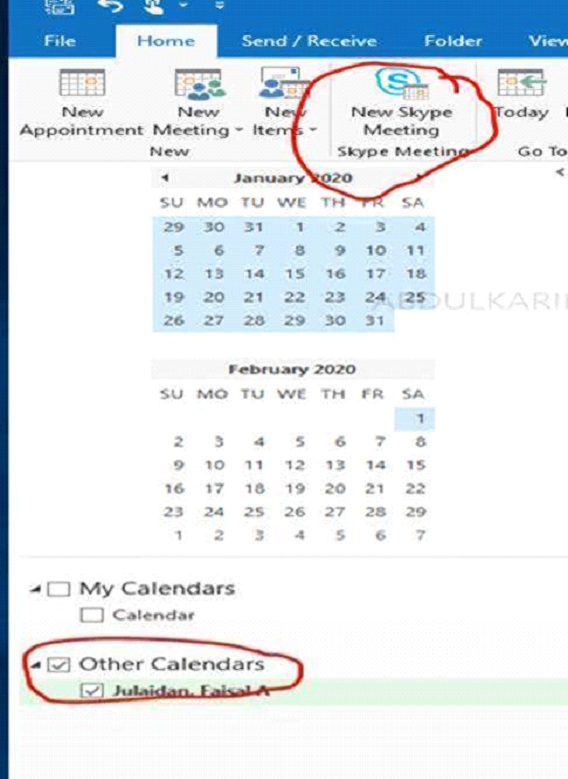 File Home Send / Receive Folder View
New Appointment
New Meeting
New Items
New Skype Meeting
Today
New
Skype Meeting
Go To
January 2020
SU MO TU WE TH FR SA
29 30 31 1 2 3 4
5 6 7 8 9 10 11
12 13 14 15 16 17 18
19 20 21 22 23 24 25
26 27 28 29 30 31
ABDULKARI
February 2020
SU MO TU WE TH FR SA
1
2 3 4 5 6 7 8
9 10 11 12 13 14 15
16 17 18 19 20 21 22
23 24 25 26 27 28 29
1 2 3 4 5 6 7
My Calendars
Calendar
Other Calendars
Julaidan, Faisal A